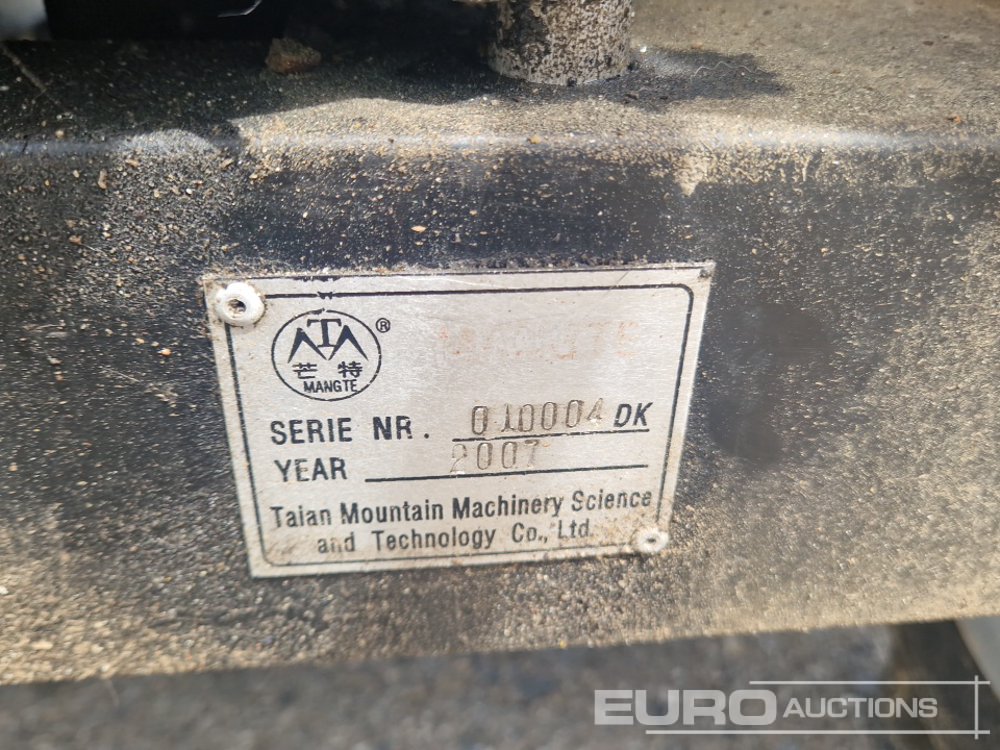 ®
芒特
MANGTE
SERIE NR. 010004 DK
YEAR 2007
Taian Mountain Machinery Science
and Technology Co., Ltd.
EURO AUCTIONS